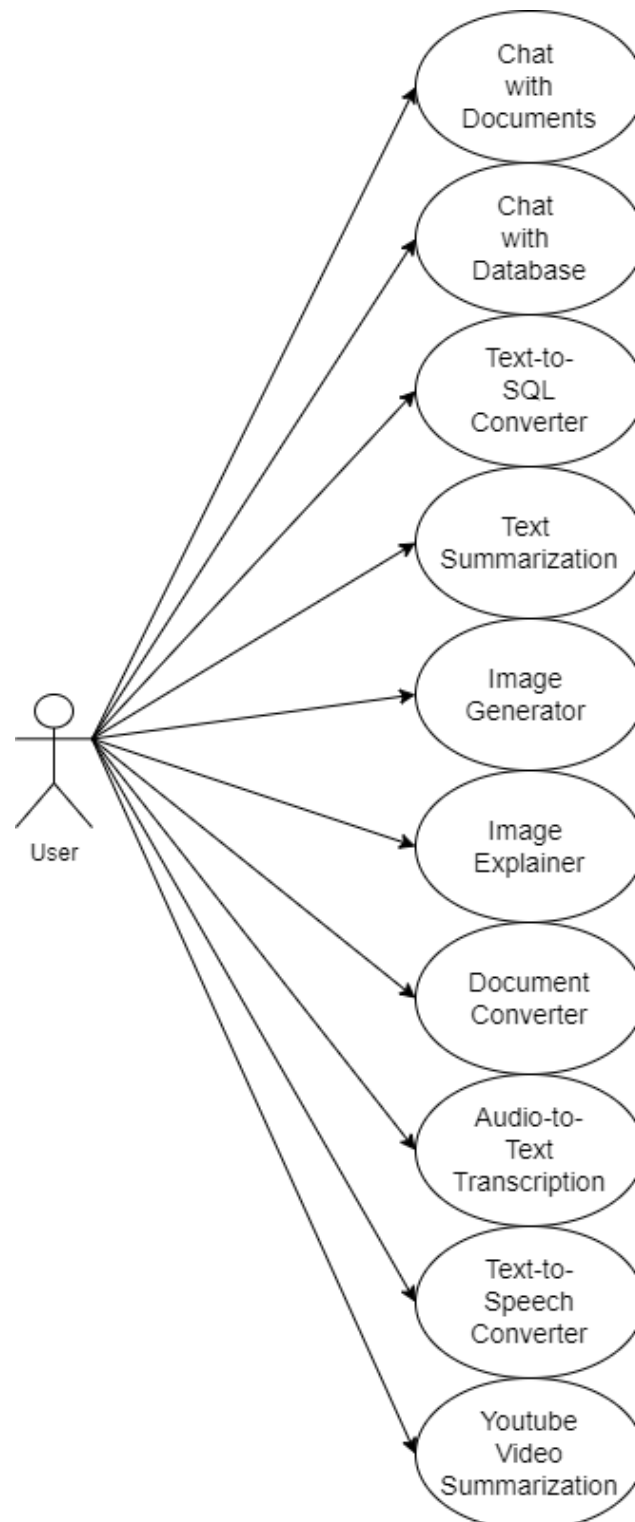 Chat
with
Documents
Chat
with
Database
Text-to-
SQL
Converter
Text
Summarization
Image
Generator
User
Image
Explainer
Document
Converter
Audio-to-
Text
Transcription
Text-to-
Speech
Converter
Youtube
Video
Summarization